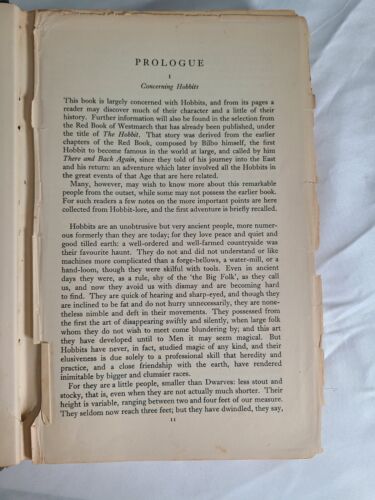 PROLOGUE
I
Concerning Hobbits
This book is largely concerned with Hobbits, and from its pages a
reader may discover much of their character and a little of their
history. Further information will also be found in the selection from
the Red Book of Westmarch that has already been published, under
the title of The Hobbit. That story was derived from the earlier
chapters of the Red Book, composed by Bilbo himself, the first
Hobbit to become famous in the world at large, and called by him
There and Back Again, since they told of his journey into the East
and his return: an adventure which later involved all the Hobbits in
the great events of that Age that are here related.
Many, however, may wish to know more about this remarkable
people from the outset, while some may not possess the earlier book.
For such readers a few notes on the more important points are here
collected from Hobbit-lore, and the first adventure is briefly recalled.
Hobbits are an unobtrusive but very ancient people, more numer-
ous formerly than they are today; for they love peace and quiet and
good tilled earth: a well-ordered and well-farmed countryside was
their favourite haunt. They do not and did not understand or like
machines more complicated than a forge-bellows, a water-mill, or a
hand-loom, though they were skilful with tools. Even in ancient
days they were, as a rule, shy of the 'the Big Folk', as they call
us, and now they avoid us with dismay and are becoming hard
to find. They are quick of hearing and sharp-eyed, and though they
are inclined to be fat and do not hurry unnecessarily, they are none-
theless nimble and deft in their movements. They possessed from
the first the art of disappearing swiftly and silently, when large folk
whom they do not wish to meet come blundering by; and this art
they have developed until to Men it may seem magical. But
Hobbits have never, in fact, studied magic of any kind, and their
elusiveness is due solely to a professional skill that heredity and
practice, and a close friendship with the earth, have rendered
inimitable by bigger and clumsier races.
For they are a little people, smaller than Dwarves: less stout and
stocky, that is, even when they are not actually much shorter. Their
height is variable, ranging between two and four feet of our measure.
They seldom now reach three feet; but they have dwindled, they say,
11